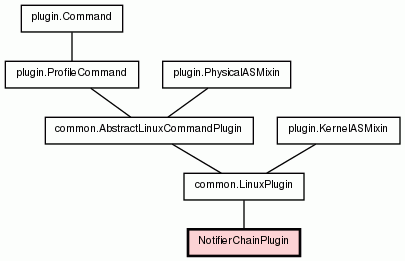 plugin.Command
plugin.ProfileCommand
plugin.PhysicalASMixin
common.AbstractLinuxCommandPlugin
plugin.KernelASMixin
common.LinuxPlugin
NotifierChainPlugin